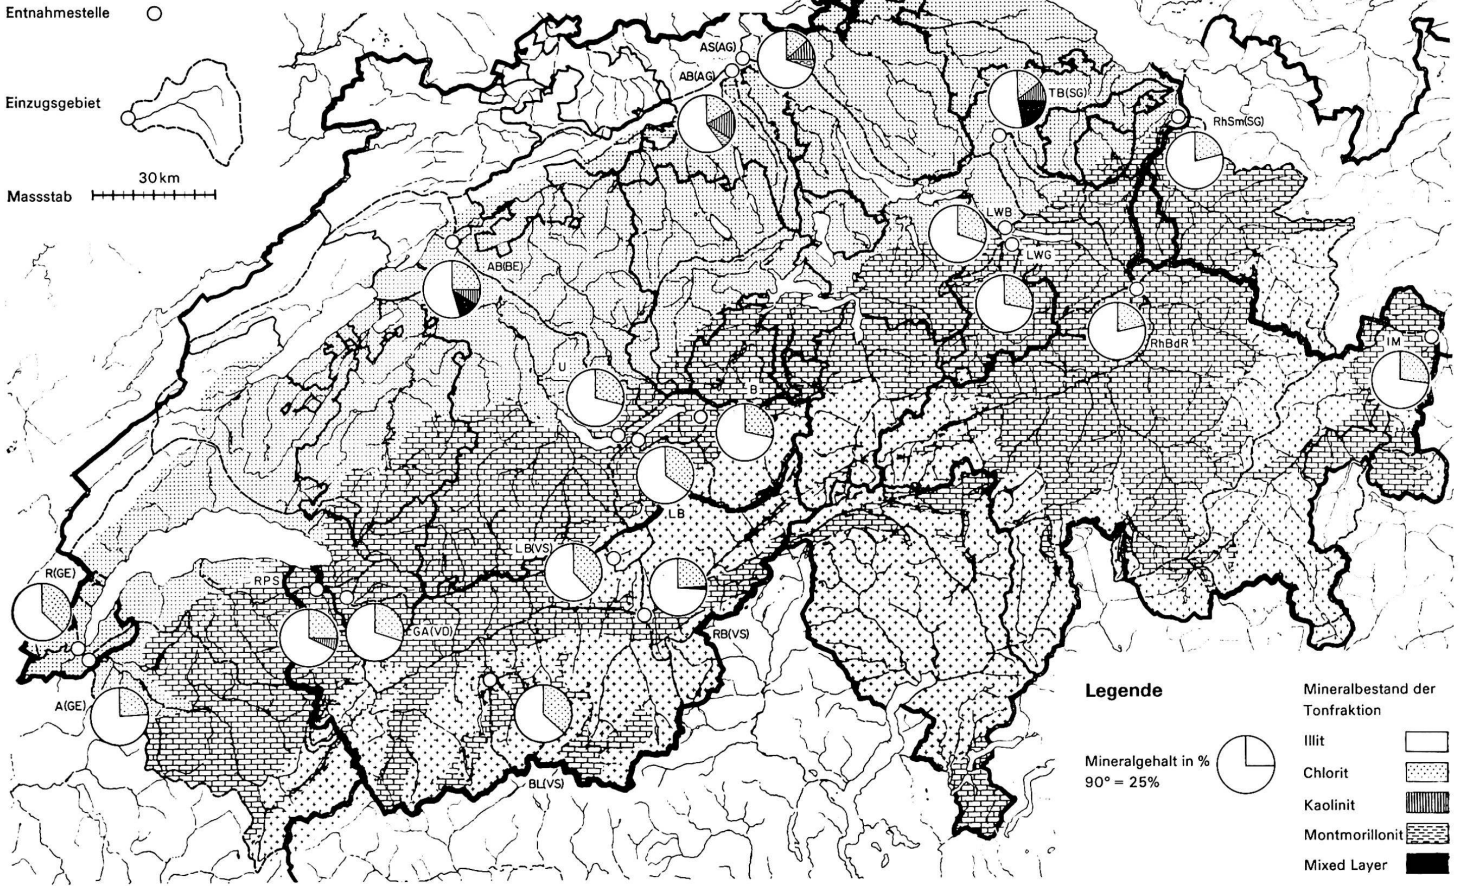 Entnahmestelle
Einzugsgebiet
Massstab
30 km
AS(AG)
AB(AG)
TB(SG)
RhSm(SG)
LWB
LWG
AB(BE)
RhBdR
IM
U
B
LB
LB(VS)
RPS
R(GE)
GA(VD)
RB(VS)
A(GE)
BL(VS)
Legende
Mineralgehalt in %
90° = 25%
Mineralbestand der
Tonfraktion
Illit
Chlorit
Kaolinit
Montmorillonit
Mixed Layer